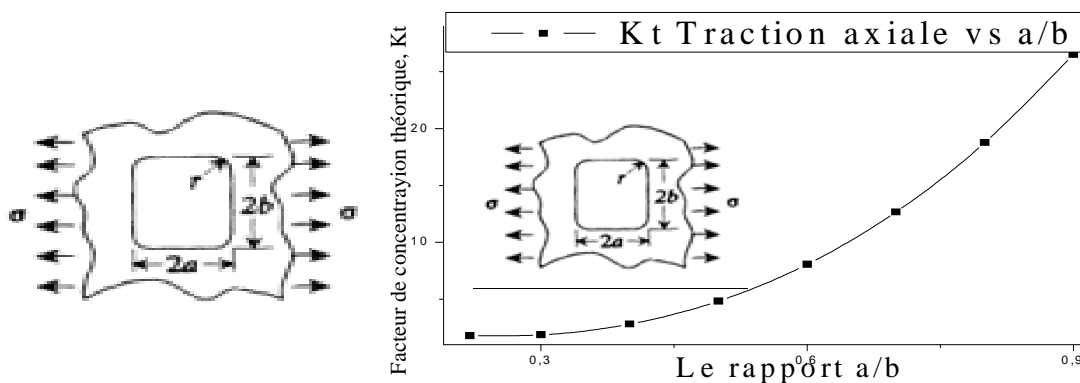 σ
r
2b
σ
2a
Facteur de concentrayion théorique, Kt
Kt Traction axiale vs a/b
20
10
σ
r
2b
σ
2a
0,3
0,6
0,9
Le rapport a/b